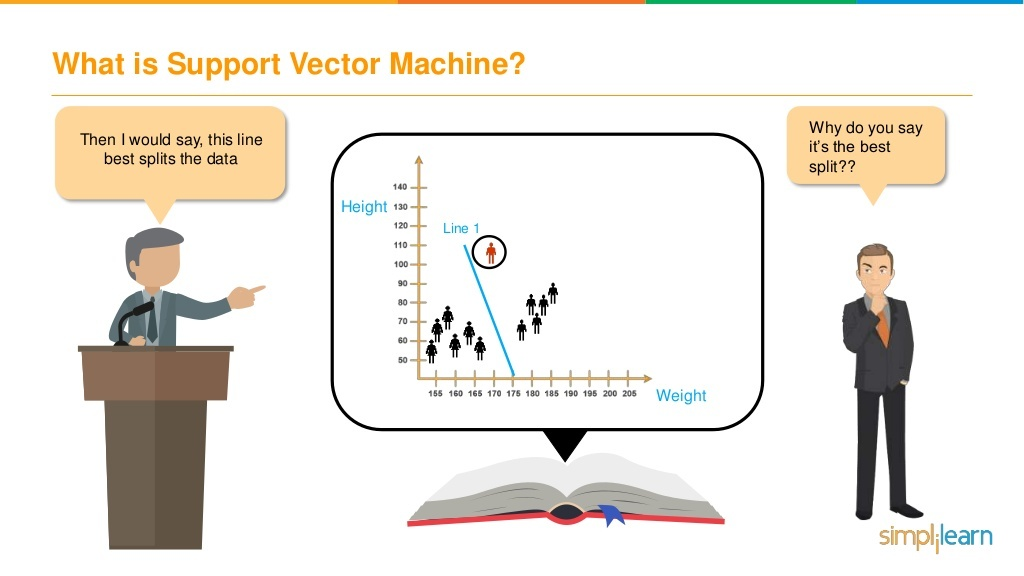 What is Support Vector Machine?
Then I would say, this line
best splits the data
Why do you say
it's the best
split??
Height
140
130
120
110
100
90
80
70
60
50
Line 1
155 160 165 170 175 180 185 190 195 200 205
Weight
simplilearn